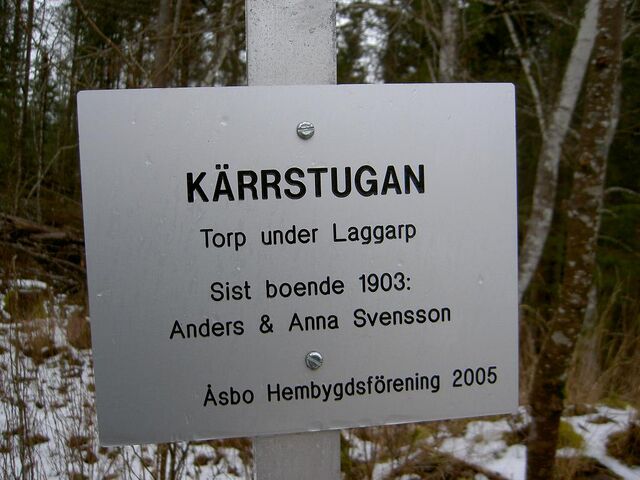 KÄRRSTUGAN
Torp under Laggarp
Sist boende 1903:
Anders & Anna Svensson
Åsbo Hembygdsförening 2005